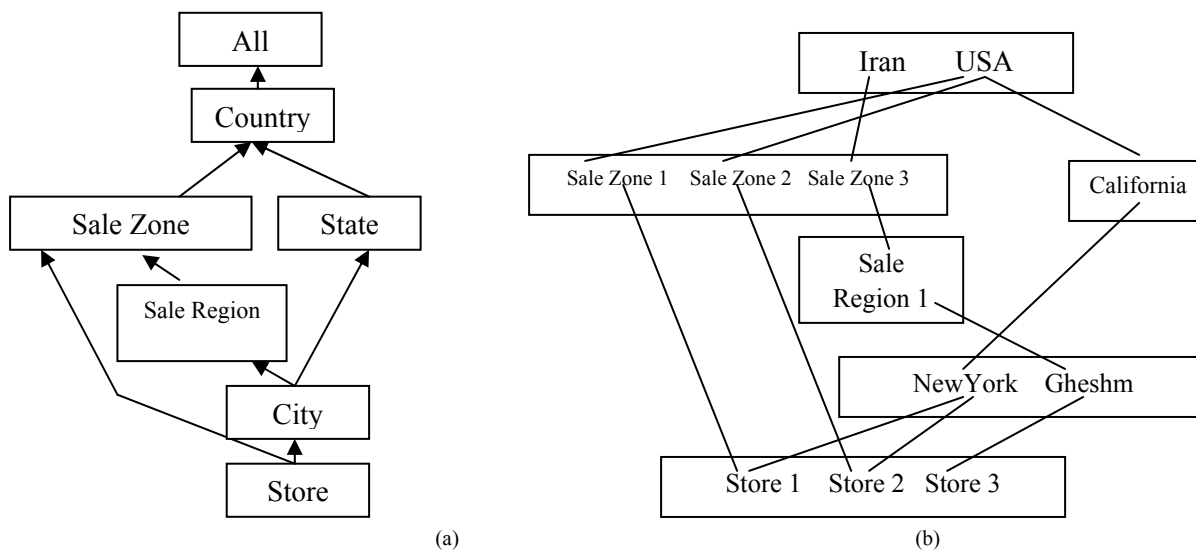 All
Country
Sale Zone
State
Sale Region
City
Store
(a)
Iran USA
Sale Zone 1 Sale Zone 2 Sale Zone 3
California
Sale
Region 1
NewYork Gheshm
Store 1 Store 2 Store 3
(b)